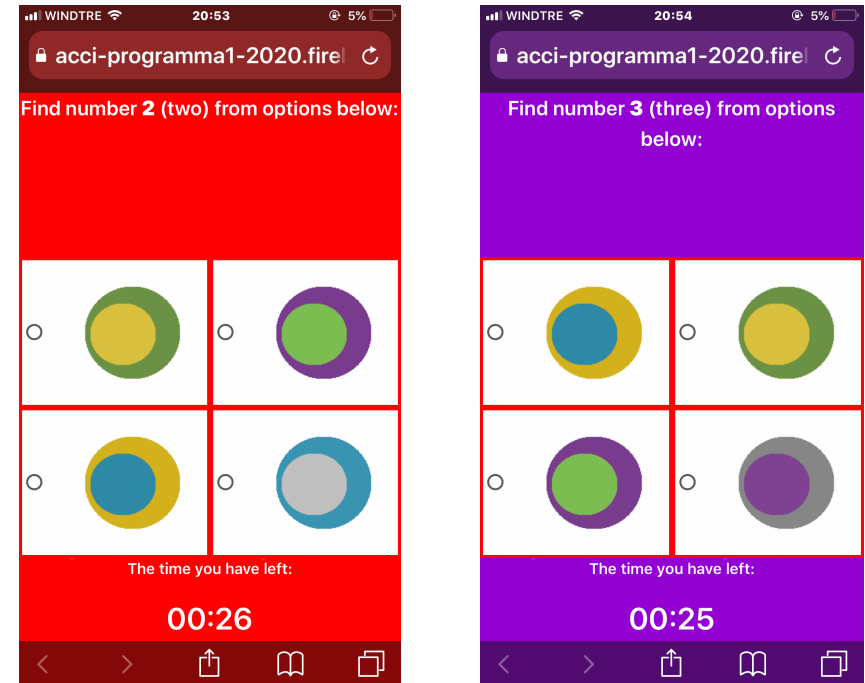 WINDTRE 20:53 5%
acci-programma1-2020.fire
Find number 2 (two) from options below:
The time you have left:
00:26
WINDTRE 20:54 5%
acci-programma1-2020.fire
Find number 3 (three) from options
below:
The time you have left:
00:25